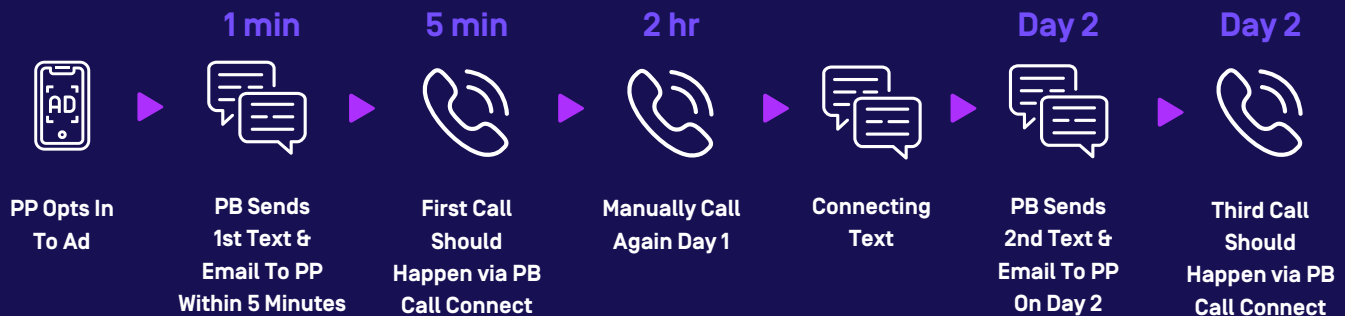 1 min
5 min
2 hr
Day 2
Day 2
AD
PP Opts In
To Ad
PB Sends
1st Text &
Email To PP
Within 5 Minutes
First Call
Should
Happen via PB
Call Connect
Manually Call
Again Day 1
Connecting
Text
PB Sends
2nd Text &
Email To PP
On Day 2
Third Call
Should
Happen via PB
Call Connect